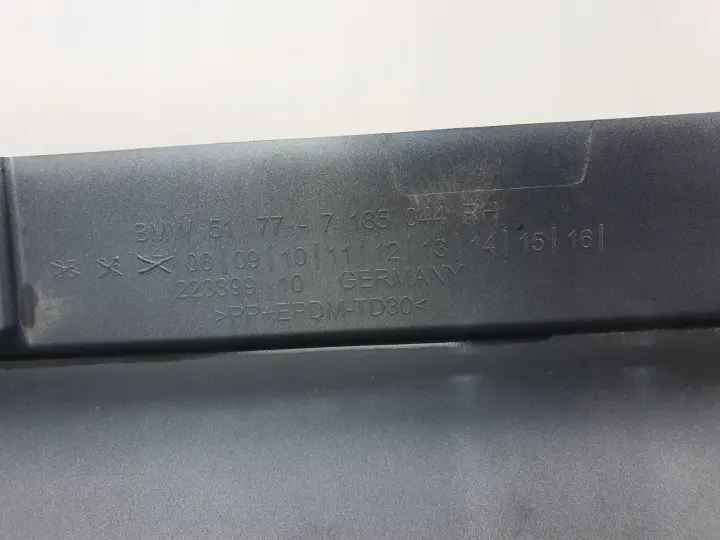 BMW 51.77-7 185 044 RH
08|09|10|11|12 13 14|15|16|
223399 10 GERMANY
>PP+EPDM-TD30<